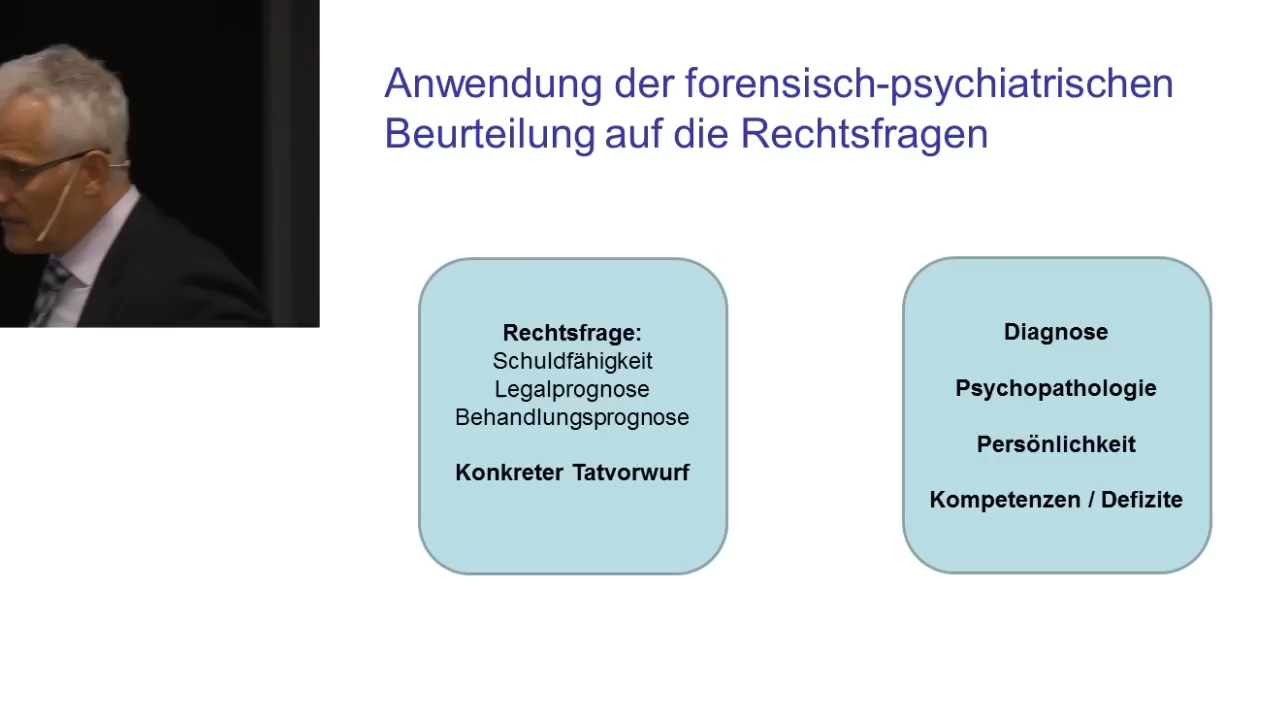 Anwendung der forensisch-psychiatrischen
Beurteilung auf die Rechtsfragen
Rechtsfrage:
Schuldfähigkeit
Legalprognose
Behandlungsprognose
Konkreter Tatvorwurf
Diagnose
Psychopathologie
Persönlichkeit
Kompetenzen / Defizite